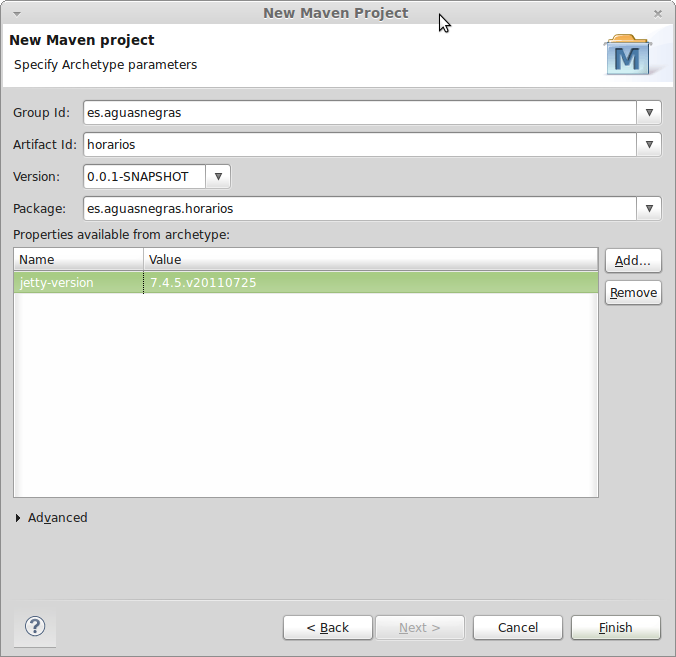 New Maven Project
New Maven project
Specify Archetype parameters
M
Group Id: es.aguasnegras
Artifact Id: horarios
Version: 0.0.1-SNAPSHOT
Package: es.aguasnegras.horarios
Properties available from archetype:
Name Value Add...
jetty-version 7.4.5.v20110725 Remove
Advanced
? < Back Next > Cancel Finish